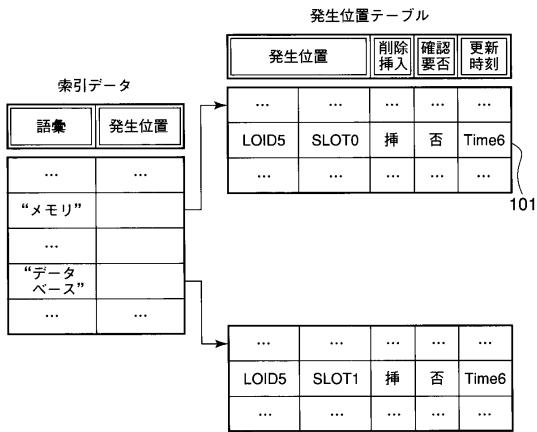 発生位置テーブル
発生位置 削除挿入 確認要否 更新時刻
… … … …
LOID5 SLOT0 挿 否 Time6
… … … … …
101
索引データ
語彙 発生位置
… …
“メモリ”
…
“データ
ベース”
… …
… … … … …
LOID5 SLOT1 挿 否 Time6
… … … … …